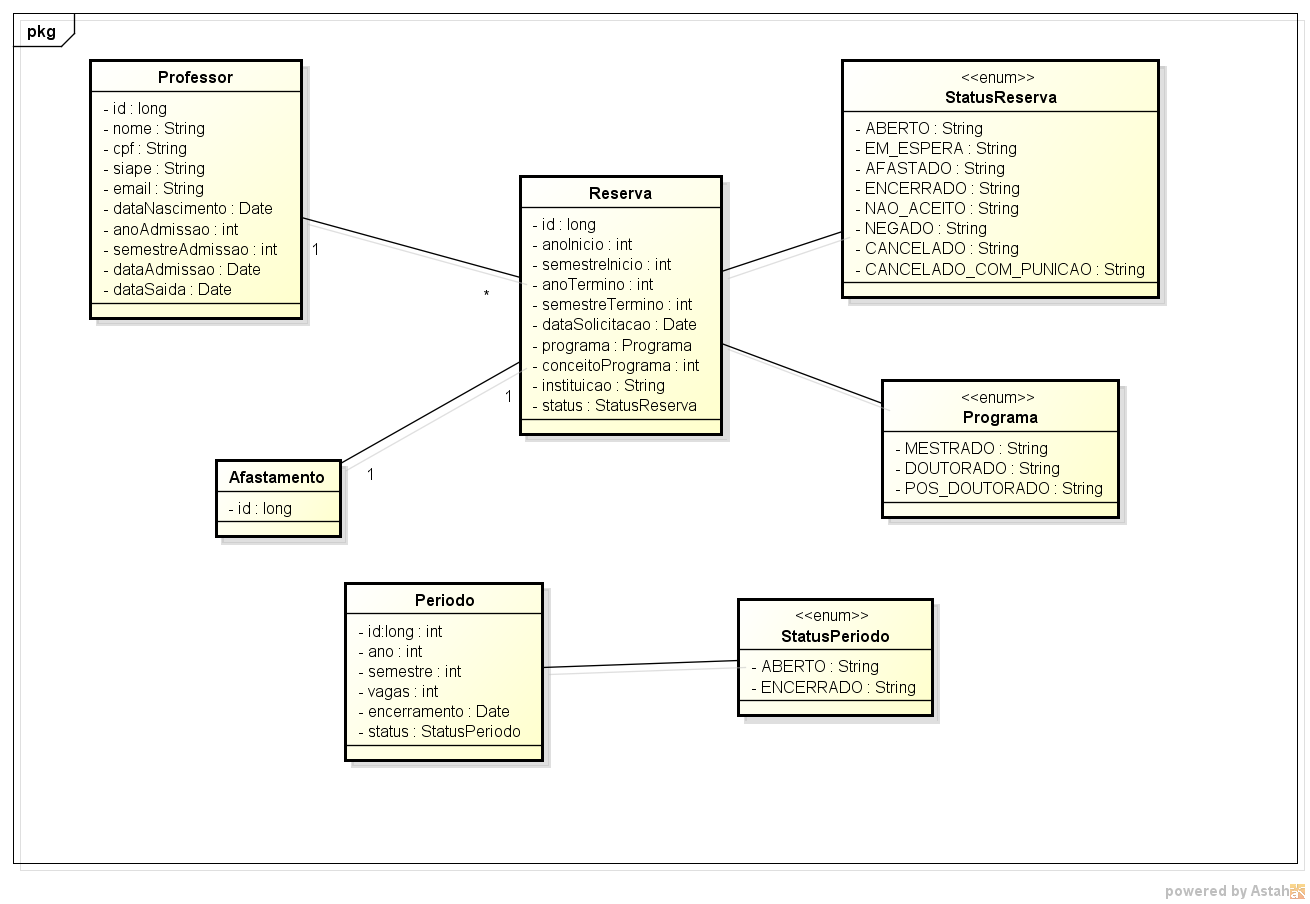 pkg
Professor
- id : long
- nome : String
- cpf : String
- siape : String
- email : String
- dataNascimento : Date
- anoAdmissao : int
- semestreAdmissao : int
- dataAdmissao : Date
- dataSaida : Date
1
*
Reserva
- id : long
- anoInicio : int
- semestreInicio : int
- anoTermino : int
- semestreTermino : int
- dataSolicitacao : Date
- programa : Programa
- conceitoPrograma : int
- instituicao : String
- status : StatusReserva
<<enum>>
StatusReserva
- ABERTO : String
- EM_ESPERA : String
- AFASTADO : String
- ENCERRADO : String
- NAO_ACEITO : String
- NEGADO : String
- CANCELADO : String
- CANCELADO_COM_PUNICAO : String
<<enum>>
Programa
- MESTRADO : String
- DOUTORADO : String
- POS_DOUTORADO : String
1
1
Afastamento
- id : long
Periodo
- id:long : int
- ano : int
- semestre : int
- vagas : int
- encerramento : Date
- status : StatusPeriodo
<<enum>>
StatusPeriodo
- ABERTO : String
- ENCERRADO : String
powered by Astah